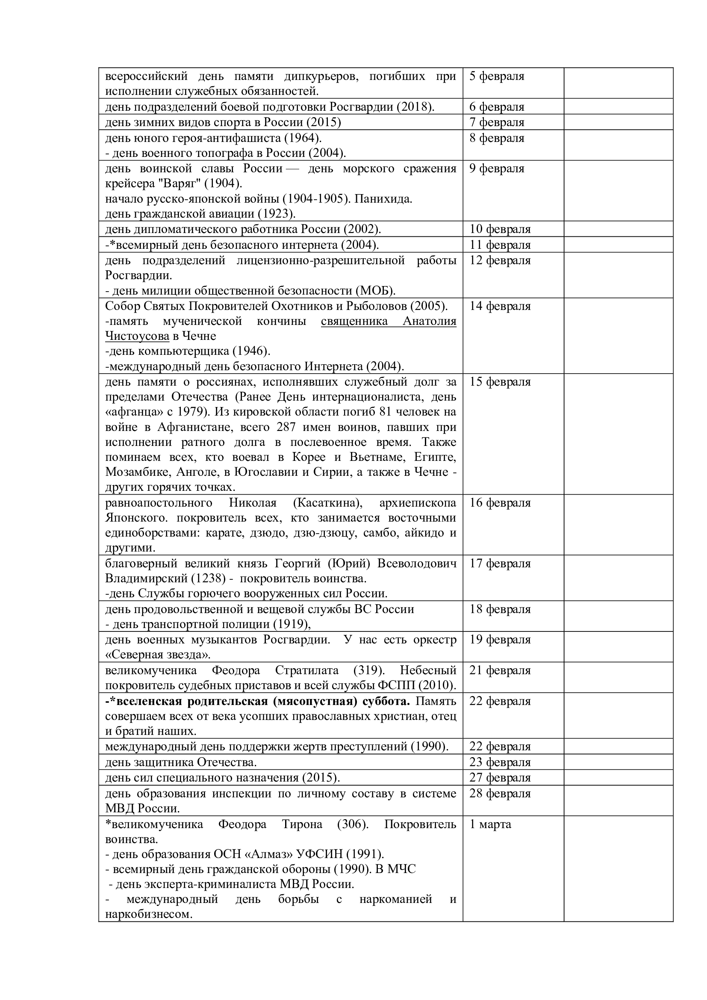 всероссийский день памяти дипкурьеров, погибших при 5 февраля
исполнении служебных обязанностей.
день подразделений боевой подготовки Росгвардии (2018). 6 февраля
день зимних видов спорта в России (2015) 7 февраля
день юного героя-антифашиста (1964). 8 февраля
- день военного топографа в России (2004).
день воинской славы России — день морского сражения 9 февраля
крейсера "Варяг" (1904).
начало русско-японской войны (1904-1905). Панихида.
день гражданской авиации (1923).
день дипломатического работника России (2002). 10 февраля
-*всемирный день безопасного интернета (2004). 11 февраля
день подразделений лицензионно-разрешительной работы 12 февраля
Росгвардии.
- день милиции общественной безопасности (МОБ).
Собор Святых Покровителей Охотников и Рыболовов (2005). 14 февраля
-память мученической кончины священника Анатолия
Чистоусова в Чечне
-день компьютерщика (1946).
-международный день безопасного Интернета (2004).
день памяти о россиянах, исполнявших служебный долг за 15 февраля
пределами Отечества (Ранее День интернационалиста, день
«афганца» с 1979). Из кировской области погиб 81 человек на
войне в Афганистане, всего 287 имен воинов, павших при
исполнении ратного долга в послевоенное время. Также
поминаем всех, кто воевал в Корее и Вьетнаме, Египте,
Мозамбике, Анголе, в Югославии и Сирии, а также в Чечне -
других горячих точках.
равноапостольного Николая (Касаткина), архиепископа 16 февраля
Японского. покровитель всех, кто занимается восточными
единоборствами: карате, дзюдо, дзю-дзюцу, самбо, айкидо и
другими.
благоверный великий князь Георгий (Юрий) Всеволодович 17 февраля
Владимирский (1238) - покровитель воинства.
-день Службы горючего вооруженных сил России.
день продовольственной и вещевой службы ВС России 18 февраля
- день транспортной полиции (1919),
день военных музыкантов Росгвардии. У нас есть оркестр 19 февраля
«Северная звезда».
великомученика Феодора Стратилата (319). Небесный 21 февраля
покровитель судебных приставов и всей службы ФСПП (2010).
-*вселенская родительская (мясопустная) суббота. Память 22 февраля
совершаем всех от века усопших православных христиан, отец
и братий наших.
международный день поддержки жертв преступлений (1990). 22 февраля
день защитника Отечества. 23 февраля
день сил специального назначения (2015). 27 февраля
день образования инспекции по личному составу в системе 28 февраля
МВД России.
*великомученика Феодора Тирона (306). Покровитель 1 марта
воинства.
- день образования ОСН «Алмаз» УФСИН (1991).
- всемирный день гражданской обороны (1990). В МЧС
- день эксперта-криминалиста МВД России.
- международный день борьбы с наркоманией и
наркобизнесом.